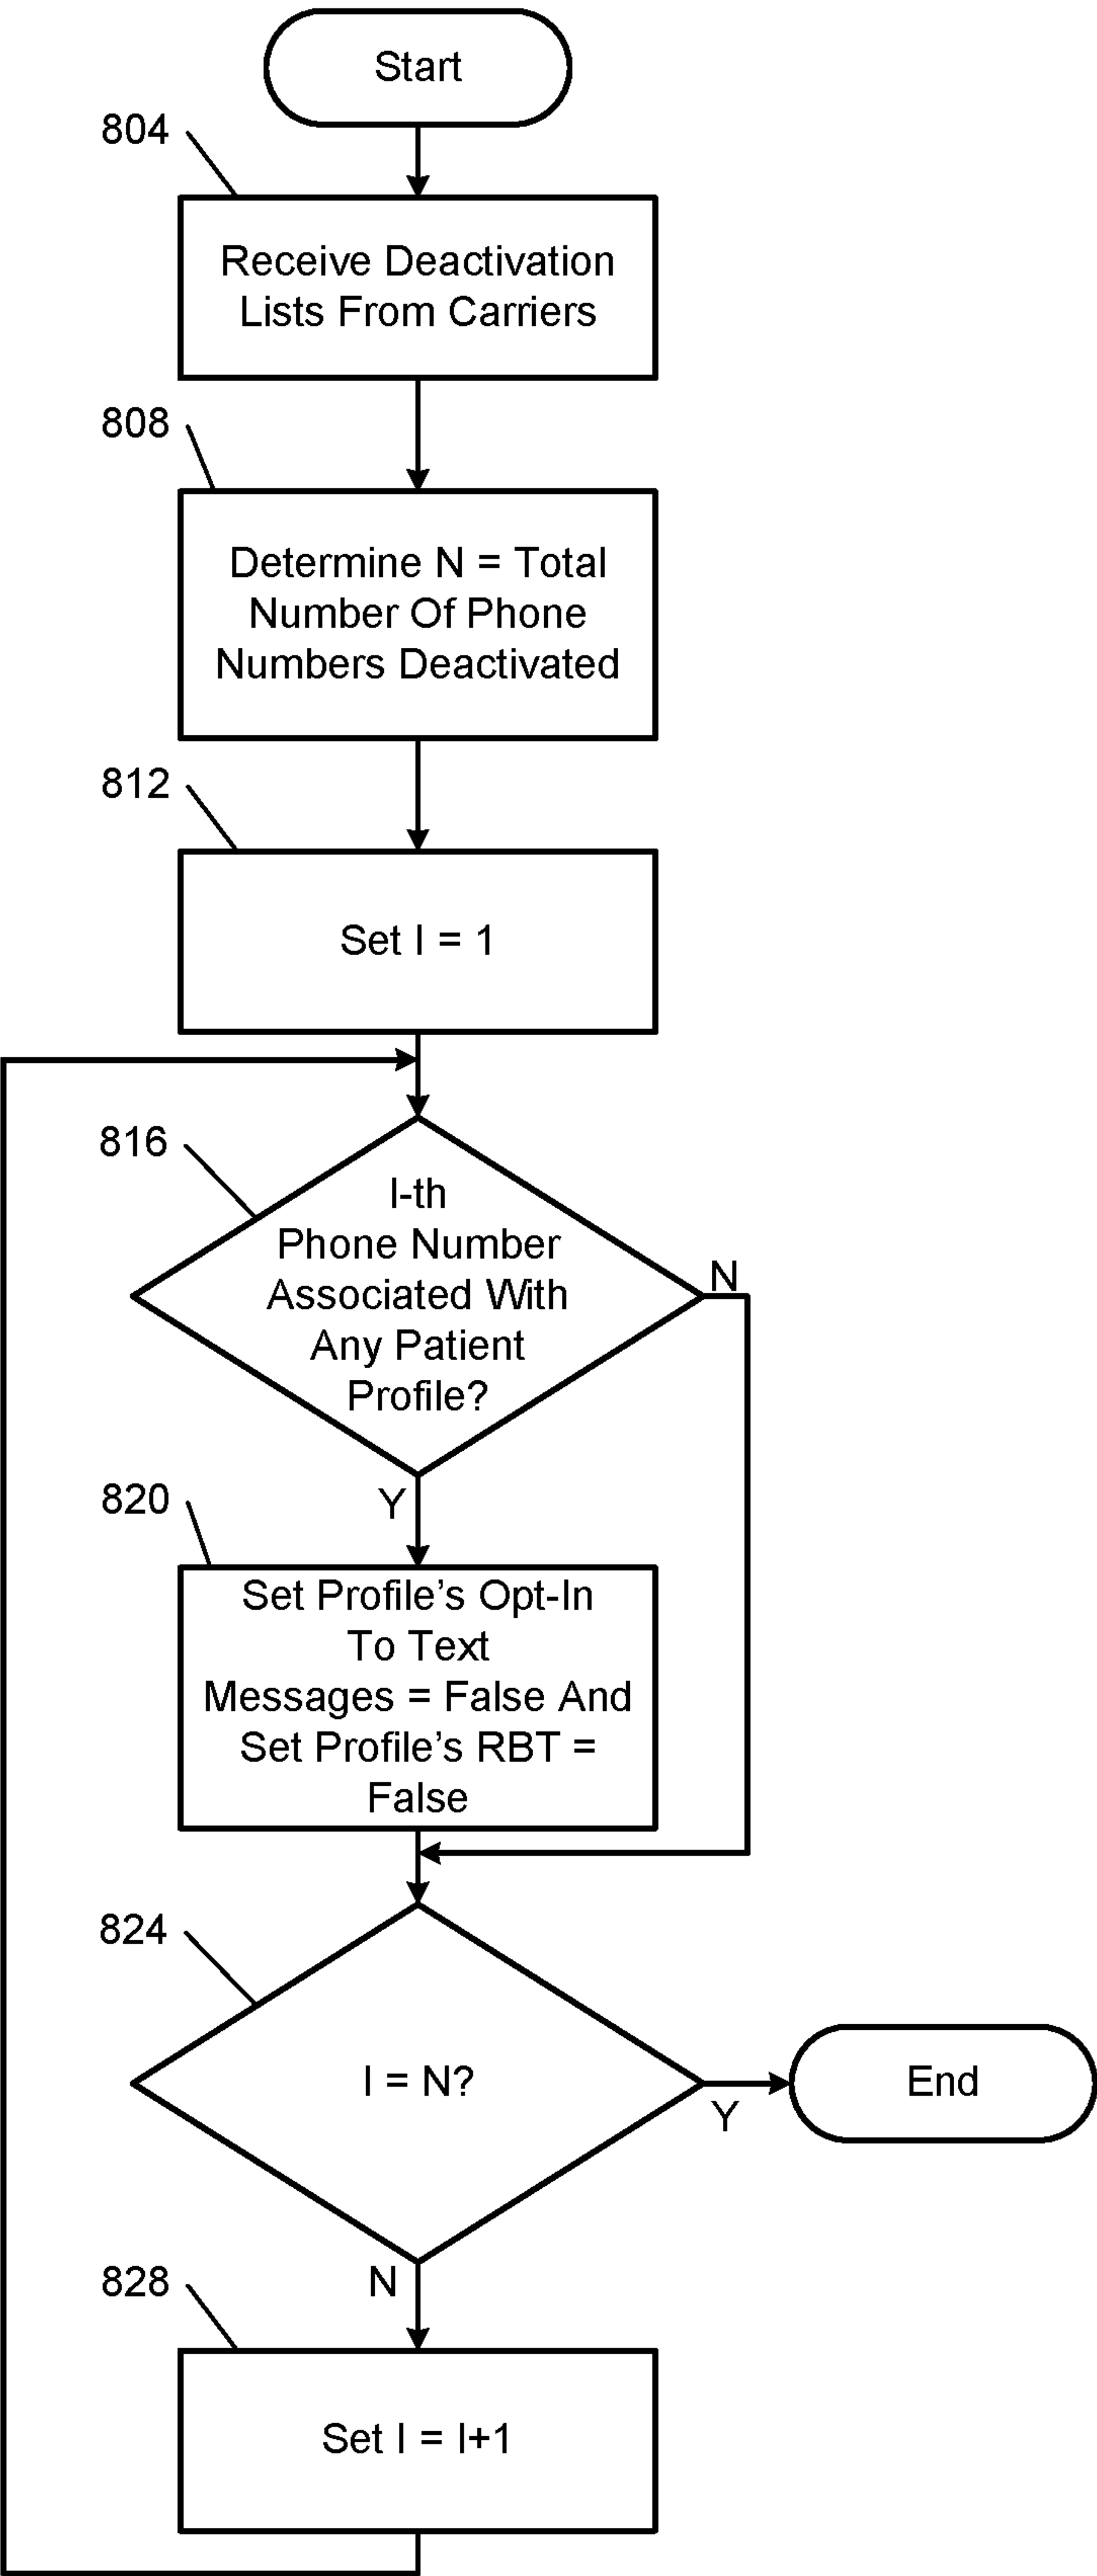 Start
804
Receive Deactivation
Lists From Carriers
808
Determine N = Total
Number Of Phone
Numbers Deactivated
812
Set I = 1
816
I-th
Phone Number
Associated With
Any Patient
Profile?
N
Y
820
Set Profile's Opt-In
To Text
Messages = False And
Set Profile's RBT =
False
824
I = N?
Y
End
N
828
Set I = I+1